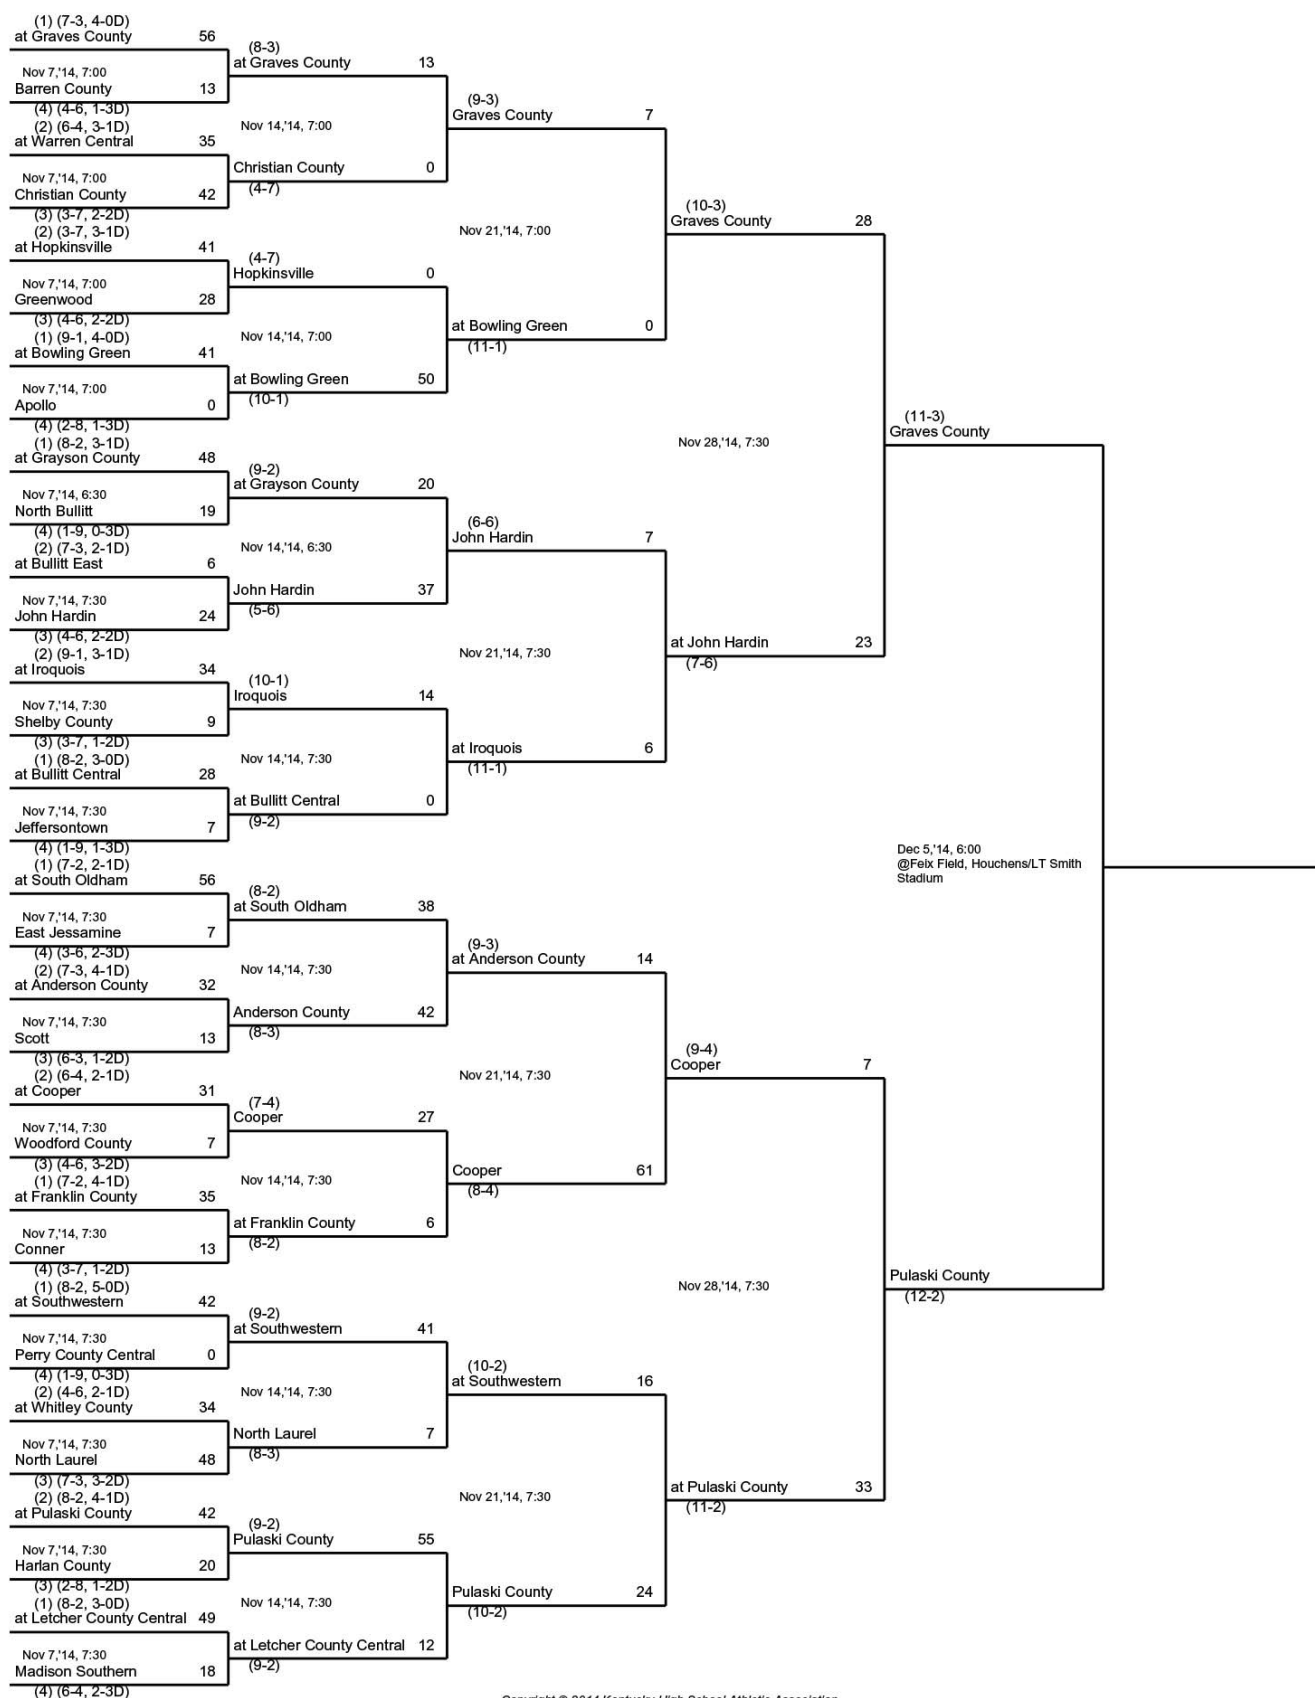 (1) (7-3, 4-0D)
at Graves County 56
Nov 7,'14, 7:00
Barren County 13
(4) (4-6, 1-3D)
(2) (6-4, 3-1D)
at Warren Central 35
Nov 7,'14, 7:00
Christian County 42
(3) (3-7, 2-2D)
(2) (3-7, 3-1D)
at Hopkinsville 41
Nov 7,'14, 7:00
Greenwood 28
(3) (4-6, 2-2D)
(1) (9-1, 4-0D)
at Bowling Green 41
Nov 7,'14, 7:00
Apollo 0
(4) (2-8, 1-3D)
(1) (8-2, 3-1D)
at Grayson County 48
Nov 7,'14, 6:30
North Bullitt 19
(4) (1-9, 0-3D)
(2) (7-3, 2-1D)
at Bullitt East 6
Nov 7,'14, 7:30
John Hardin 24
(3) (4-6, 2-2D)
(2) (9-1, 3-1D)
at Iroquois 34
Nov 7,'14, 7:30
Shelby County 9
(3) (3-7, 1-2D)
(1) (8-2, 3-0D)
at Bullitt Central 28
Nov 7,'14, 7:30
Jeffersontown 7
(4) (1-9, 1-3D)
(1) (7-2, 2-1D)
at South Oldham 56
Nov 7,'14, 7:30
East Jessamine 7
(4) (3-6, 2-3D)
(2) (7-3, 4-1D)
at Anderson County 32
Nov 7,'14, 7:30
Scott 13
(3) (6-3, 1-2D)
(2) (6-4, 2-1D)
at Cooper 31
Nov 7,'14, 7:30
Woodford County 7
(3) (4-6, 3-2D)
(1) (7-2, 4-1D)
at Franklin County 35
Nov 7,'14, 7:30
Conner 13
(4) (3-7, 1-2D)
(1) (8-2, 5-0D)
at Southwestern 42
Nov 7,'14, 7:30
Perry County Central 0
(4) (1-9, 0-3D)
(2) (4-6, 2-1D)
at Whitley County 34
Nov 7,'14, 7:30
North Laurel 48
(3) (7-3, 3-2D)
(2) (8-2, 4-1D)
at Pulaski County 42
Nov 7,'14, 7:30
Harlan County 20
(3) (2-8, 1-2D)
(1) (8-2, 3-0D)
at Letcher County Central 49
Nov 7,'14, 7:30
Madison Southern 18
(4) (6-4, 2-3D)
(8-3)
at Graves County 13
Nov 14,'14, 7:00
Christian County 0
(4-7)
(4-7)
Hopkinsville 0
Nov 14,'14, 7:00
at Bowling Green 50
(10-1)
(9-2)
at Grayson County 20
Nov 14,'14, 6:30
John Hardin 37
(5-6)
(10-1)
Iroquois 14
Nov 14,'14, 7:30
at Bullitt Central 0
(9-2)
(8-2)
at South Oldham 38
Nov 14,'14, 7:30
Anderson County 42
(8-3)
(7-4)
Cooper 27
Nov 14,'14, 7:30
at Franklin County 6
(8-2)
(9-2)
at Southwestern 41
Nov 14,'14, 7:30
North Laurel 7
(8-3)
(9-2)
Pulaski County 55
Nov 14,'14, 7:30
at Letcher County Central 12
(9-2)
(9-3)
Graves County 7
Nov 21,'14, 7:00
at Bowling Green 0
(11-1)
(6-6)
John Hardin 7
Nov 21,'14, 7:30
at Iroquois 6
(11-1)
(9-3)
at Anderson County 14
Nov 21,'14, 7:30
Cooper 61
(8-4)
(10-2)
at Southwestern 16
Nov 21,'14, 7:30
Pulaski County 24
(10-2)
(10-3)
Graves County 28
Nov 28,'14, 7:30
at John Hardin 23
(7-6)
(9-4)
Cooper 7
Nov 28,'14, 7:30
at Pulaski County 33
(11-2)
(11-3)
Graves County
Dec 5,'14, 6:00
@Feix Field, Houchens/LT Smith
Stadium
Pulaski County
(12-2)
Copyright © 2014 Kentucky High School Athletic Association